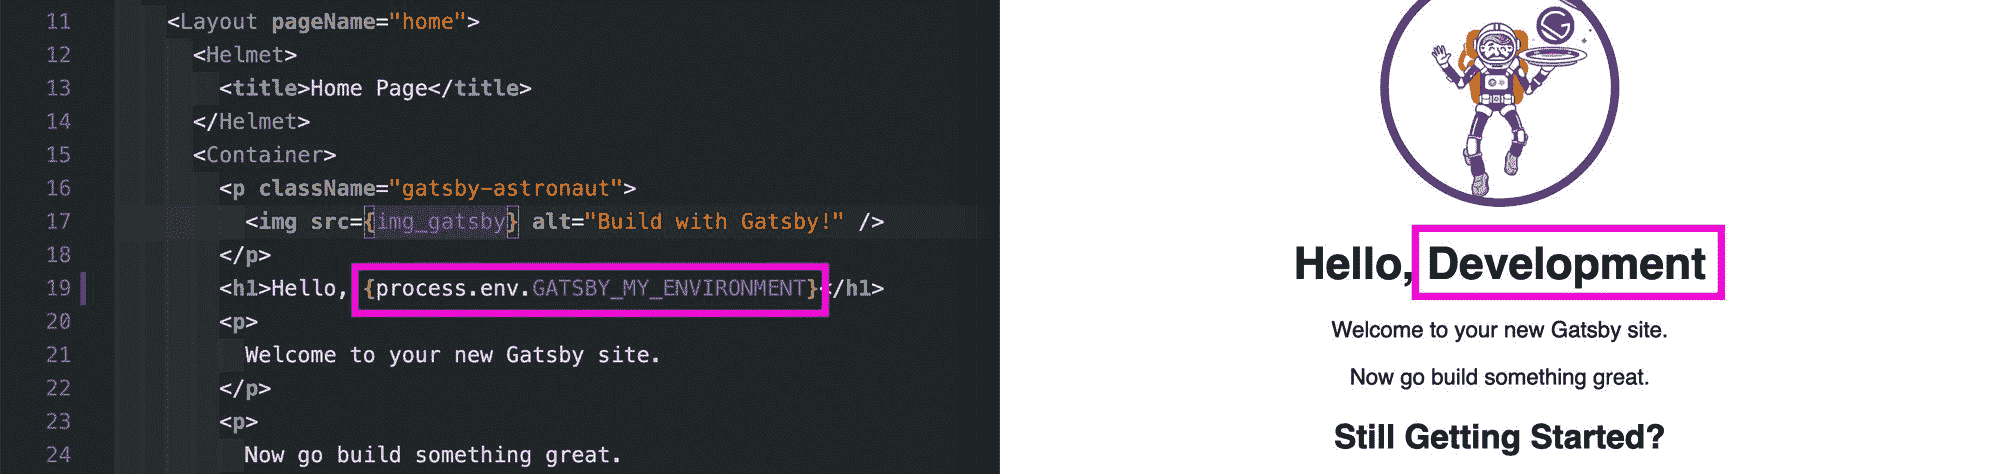 11 <Layout pageName="home">
12 <Helmet>
13 <title>Home Page</title>
14 </Helmet>
15 <Container>
16 <p className="gatsby-astronaut">
17 <img src={img_gatsby} alt="Build with Gatsby!" />
18 </p>
19 <h1>Hello, {process.env.GATSBY_MY_ENVIRONMENT}</h1>
20 <p>
21 Welcome to your new Gatsby site.
22 </p>
23 <p>
24 Now go build something great.
Hello, Development
Welcome to your new Gatsby site.
Now go build something great.
Still Getting Started?